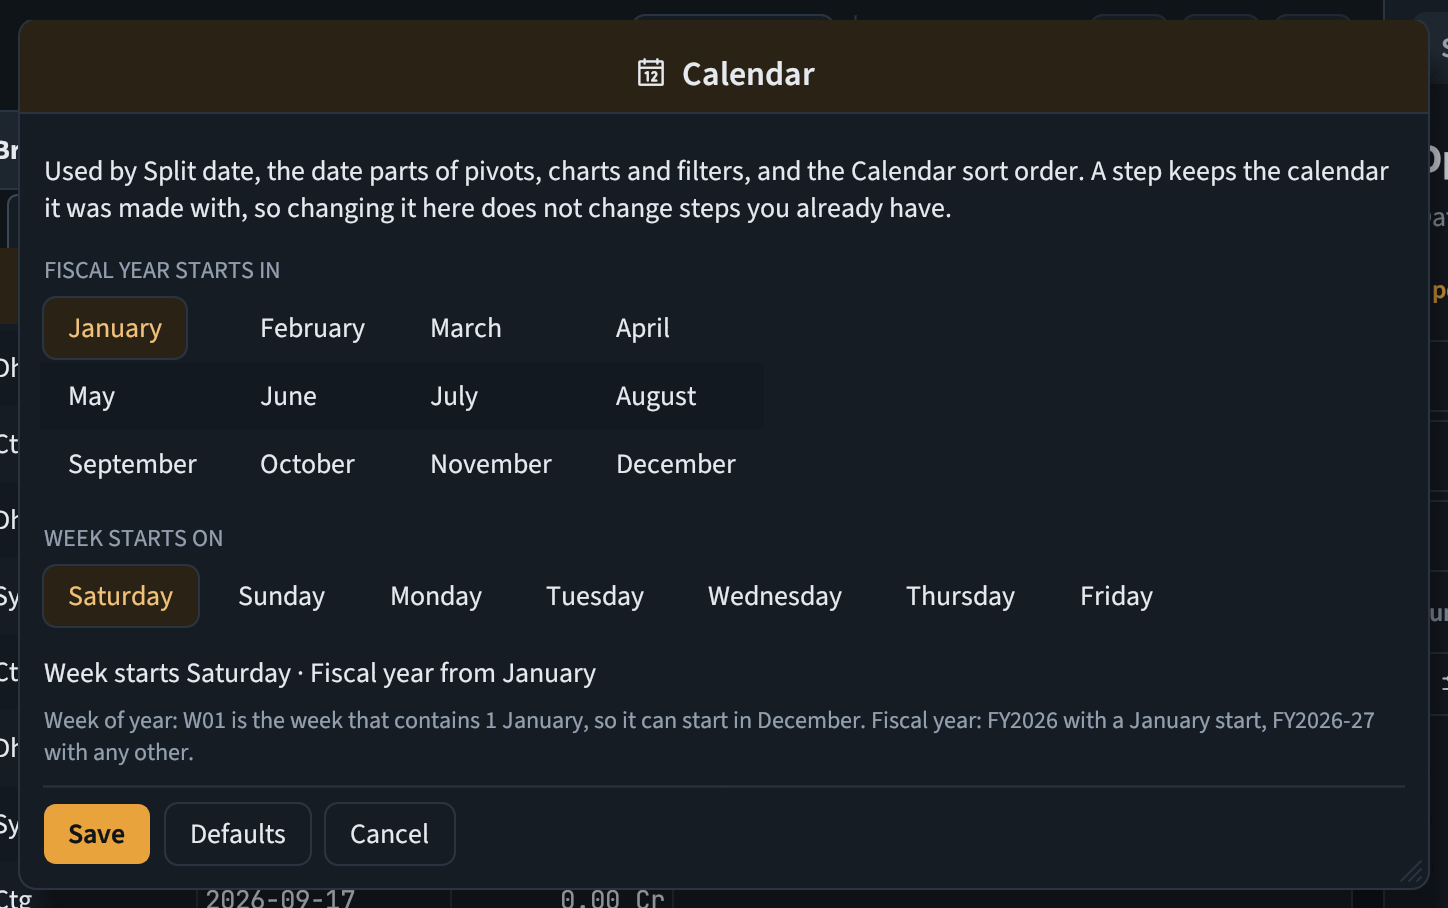 Calendar
Used by Split date, the date parts of pivots, charts and filters, and the Calendar sort order. A step keeps the calendar
it was made with, so changing it here does not change steps you already have.
FISCAL YEAR STARTS IN
January February March April
May June July August
September October November December
WEEK STARTS ON
Saturday Sunday Monday Tuesday Wednesday Thursday Friday
Week starts Saturday · Fiscal year from January
Week of year: W01 is the week that contains 1 January, so it can start in December. Fiscal year: FY2026 with a January start, FY2026-27
with any other.
Save Defaults Cancel
Ctg 2026-09-17 0.00 Cr